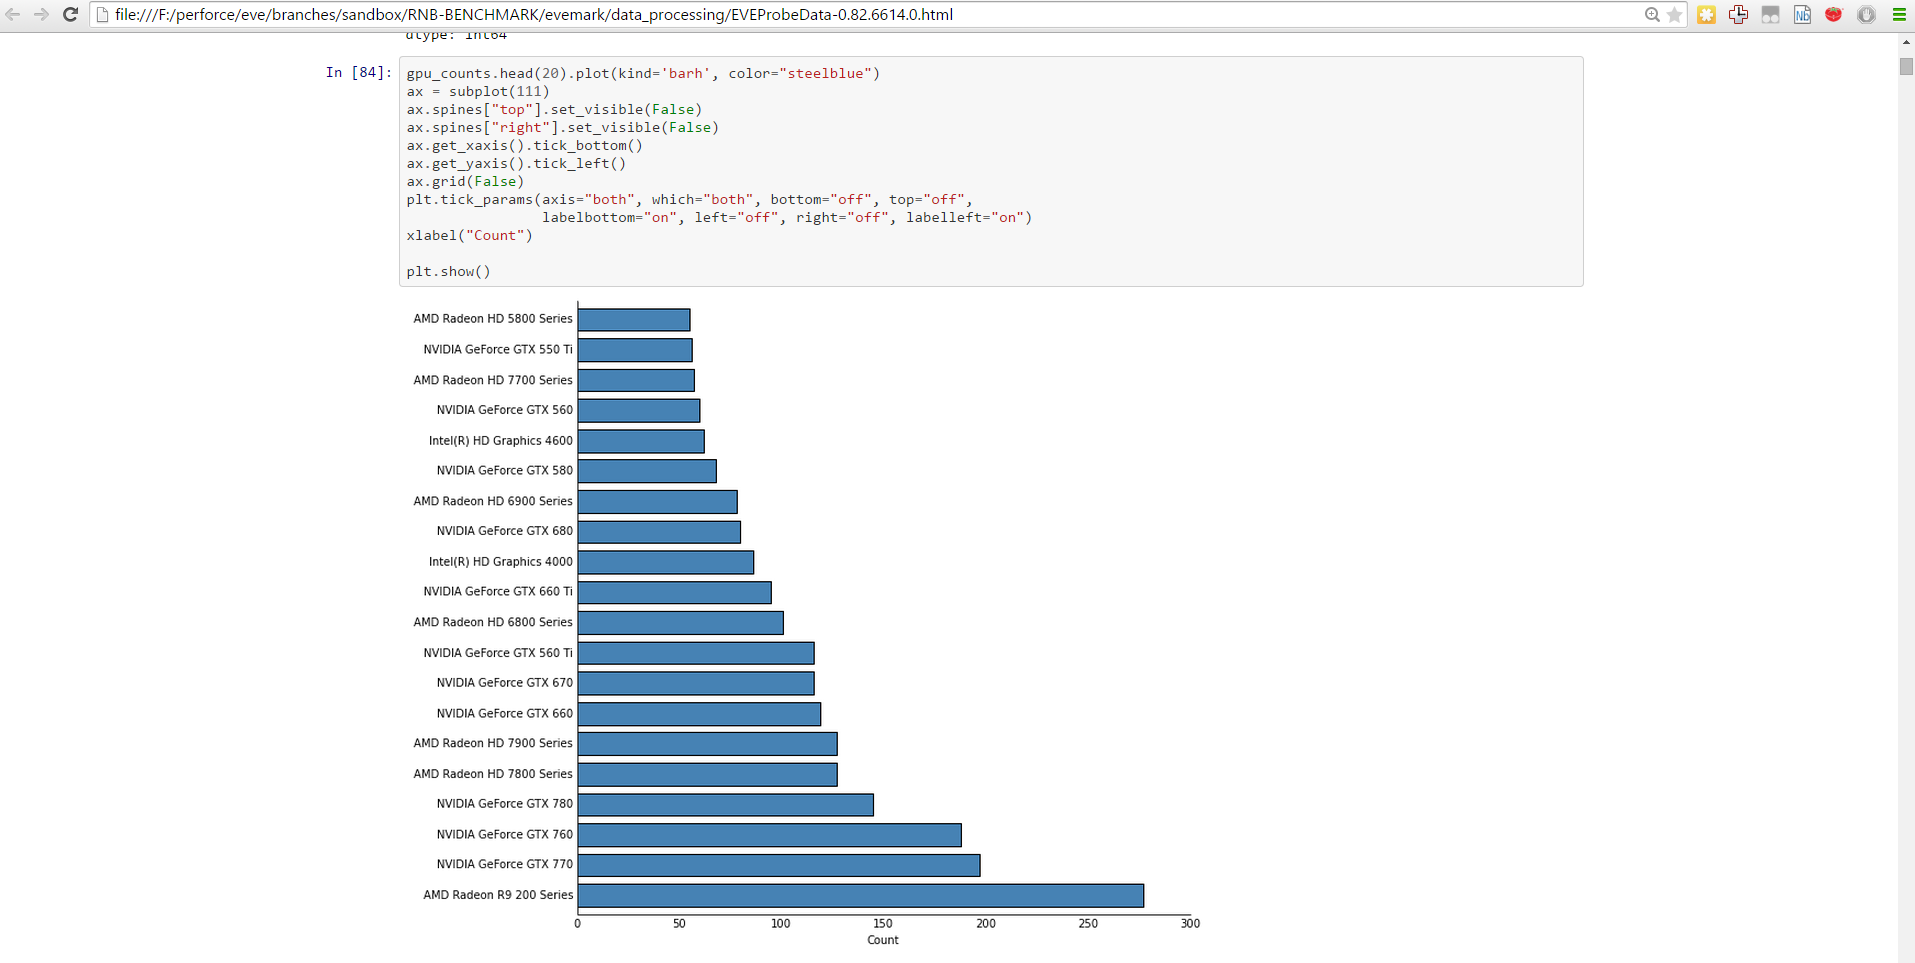 file:///F:/perforce/eve/branches/sandbox/RNB-BENCHMARK/evemark/data_processing/EVEProbeData-0.82.6614.0.html
Nb
dtype: int64
In [84]:
gpu_counts.head(20).plot(kind='barh', color="steelblue")
ax = subplot(111)
ax.spines["top"].set_visible(False)
ax.spines["right"].set_visible(False)
ax.get_xaxis().tick_bottom()
ax.get_yaxis().tick_left()
ax.grid(False)
plt.tick_params(axis="both", which="both", bottom="off", top="off",
labelbottom="on", left="off", right="off", labelleft="on")
xlabel("Count")
plt.show()
AMD Radeon HD 5800 Series
NVIDIA GeForce GTX 550 Ti
AMD Radeon HD 7700 Series
NVIDIA GeForce GTX 560
Intel(R) HD Graphics 4600
NVIDIA GeForce GTX 580
AMD Radeon HD 6900 Series
NVIDIA GeForce GTX 680
Intel(R) HD Graphics 4000
NVIDIA GeForce GTX 660 Ti
AMD Radeon HD 6800 Series
NVIDIA GeForce GTX 560 Ti
NVIDIA GeForce GTX 670
NVIDIA GeForce GTX 660
AMD Radeon HD 7900 Series
AMD Radeon HD 7800 Series
NVIDIA GeForce GTX 780
NVIDIA GeForce GTX 760
NVIDIA GeForce GTX 770
AMD Radeon R9 200 Series
0 50 100 150 200 250 300
Count